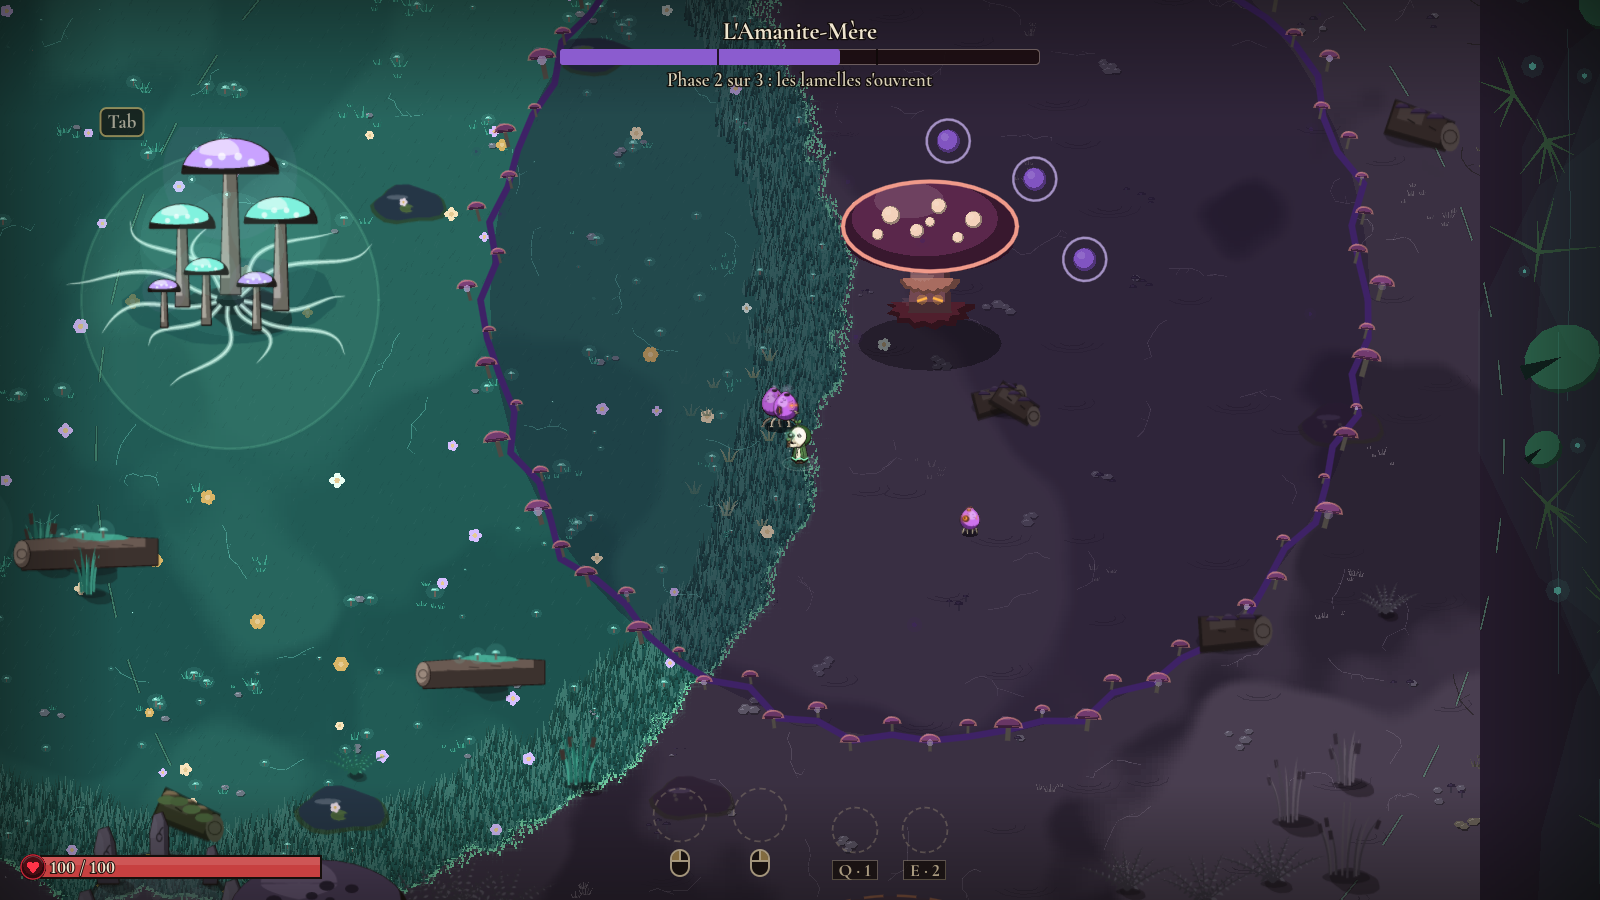 L'Amanite-Mère
Phase 2 sur 3 : les lamelles s'ouvrent
Tab
100 / 100
Q · 1
E · 2